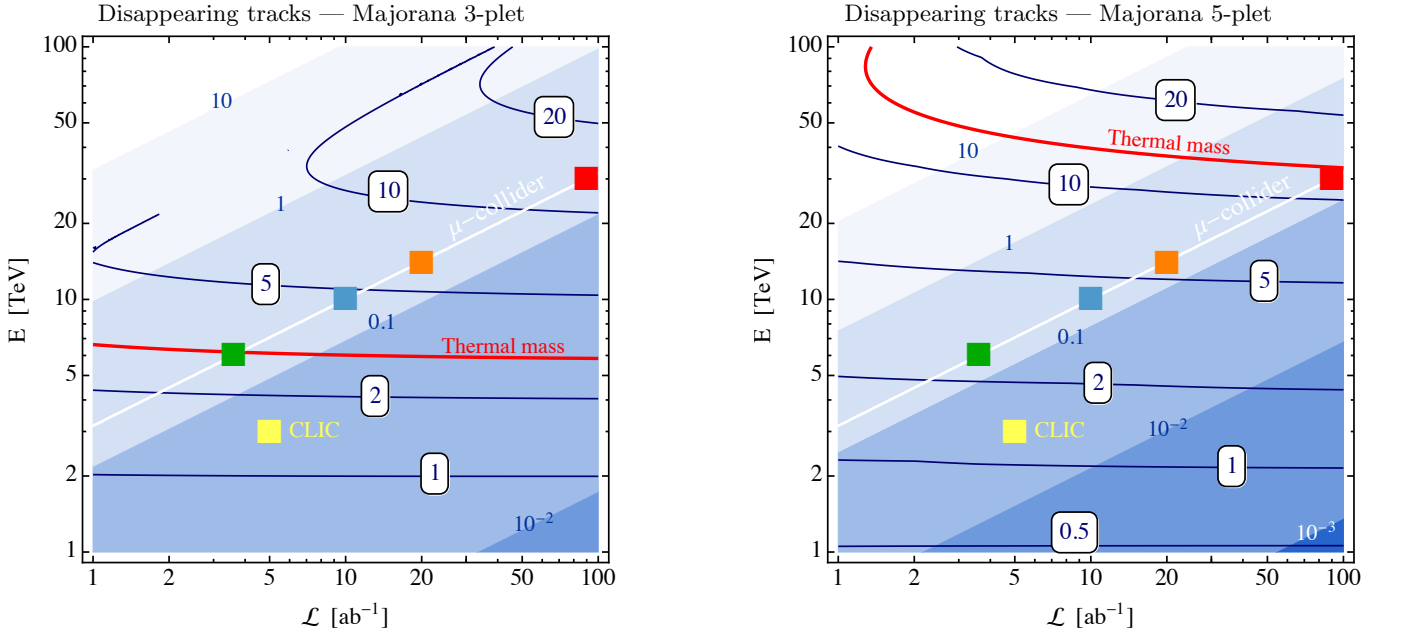 Disappearing tracks — Majorana 3-plet
E [TeV]
100
50
20
10
5
2
1
10
1
0.1
10⁻²
20
10
5
2
1
μ−collider
Thermal mass
CLIC
1 2 5 10 20 50 100
ℒ [ab⁻¹]
Disappearing tracks — Majorana 5-plet
E [TeV]
100
50
20
10
5
2
1
10
1
0.1
10⁻²
10⁻³
20
10
5
2
1
0.5
Thermal mass
μ−collider
CLIC
1 2 5 10 20 50 100
ℒ [ab⁻¹]